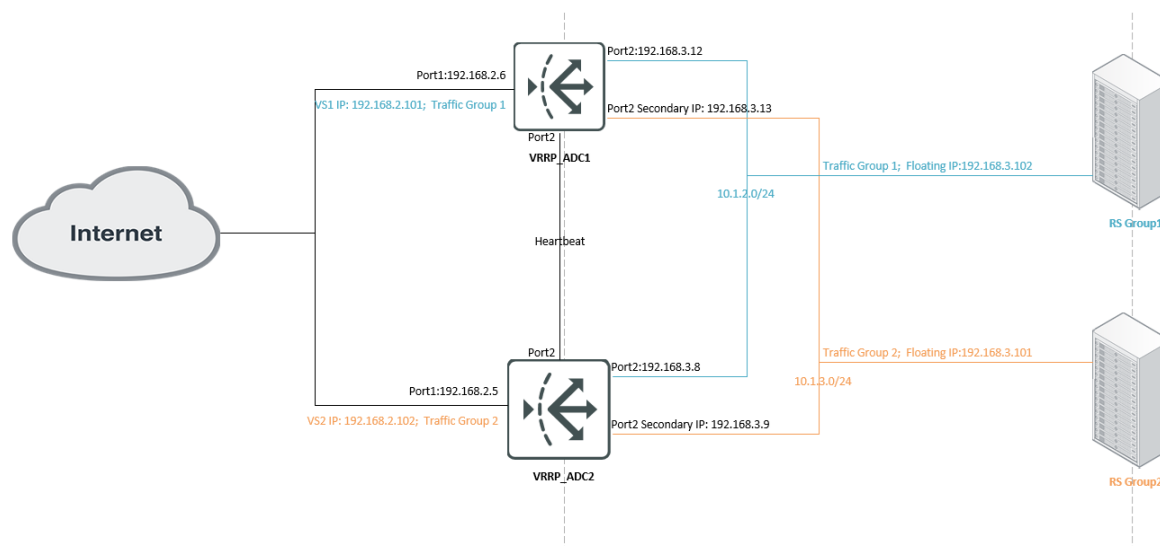 Port2:192.168.3.12
Port1:192.168.2.6
VS1 IP: 192.168.2.101;  Traffic Group 1
Port2 Secondary IP: 192.168.3.13
Port2
VRRP_ADC1
Traffic Group 1;  Floating IP:192.168.3.102
10.1.2.0/24
RS Group1
Internet
Heartbeat
Port2
Traffic Group 2;  Floating IP:192.168.3.101
Port2:192.168.3.8
10.1.3.0/24
Port1:192.168.2.5
VS2 IP: 192.168.2.102;  Traffic Group 2
Port2 Secondary IP: 192.168.3.9
VRRP_ADC2
RS Group2